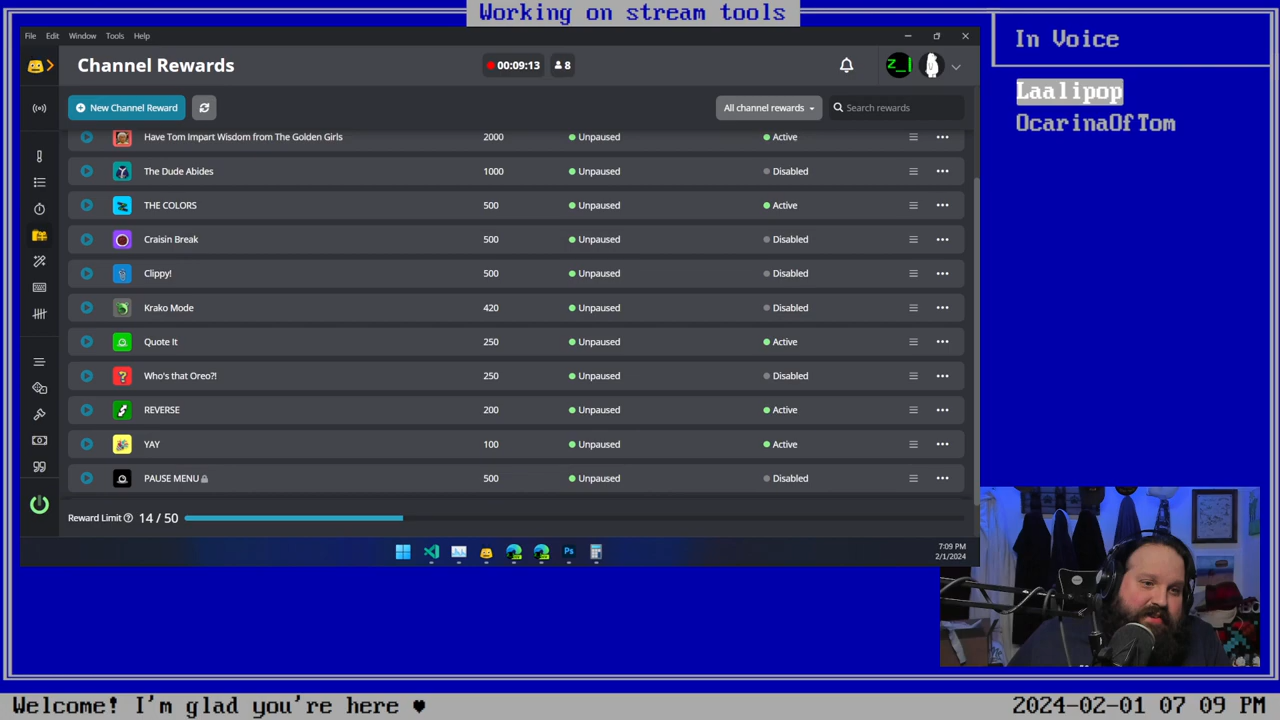 Working on stream tools
File Edit Window Tools Help
Channel Rewards
00:09:13
8
z_l
New Channel Reward
All channel rewards
Search rewards
Have Tom Impart Wisdom from The Golden Girls 2000 Unpaused Active
The Dude Abides 1000 Unpaused Disabled
THE COLORS 500 Unpaused Active
Craisin Break 500 Unpaused Disabled
Clippy! 500 Unpaused Disabled
Krako Mode 420 Unpaused Disabled
Quote It 250 Unpaused Active
Who's that Oreo?! 250 Unpaused Disabled
REVERSE 200 Unpaused Active
YAY 100 Unpaused Active
PAUSE MENU 500 Unpaused Disabled
Reward Limit 14 / 50
Ps
7:09 PM
2/1/2024
In Voice
Laalipop
OcarinaOfTom
Welcome! I'm glad you're here ♥
2024-02-01 07 09 PM